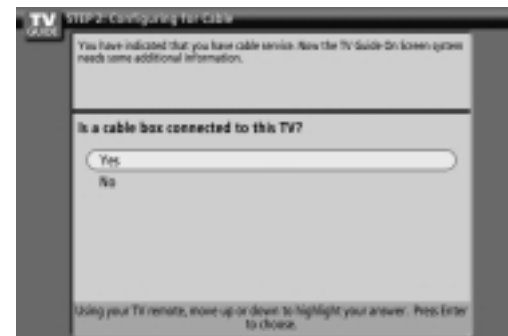 TV
GUIDE
STEP 2: Configuring for Cable
You have indicated that you have cable service. Now the TV Guide On Screen system
needs some additional information.
Is a cable box connected to this TV?
Yes
No
Using your TV remote, move up or down to highlight your answer. Press Enter
to choose.